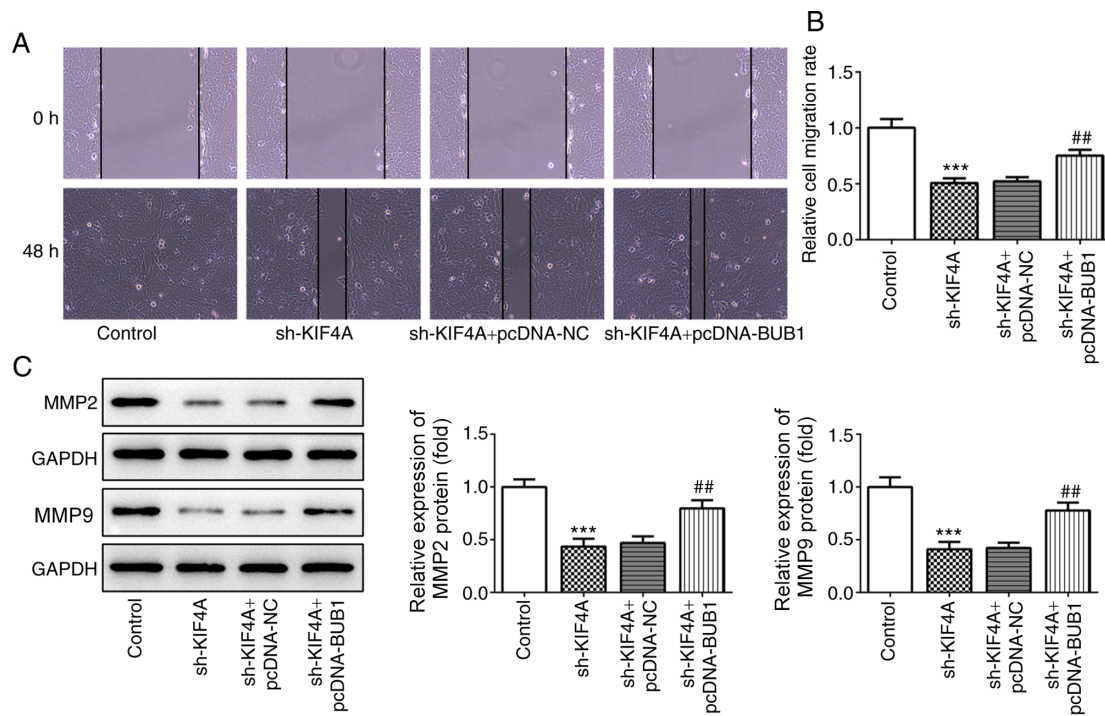 A
0 h
48 h
Control
sh-KIF4A
sh-KIF4A+pcDNA-NC
sh-KIF4A+pcDNA-BUB1
B
Relative cell migration rate
1.5
1.0
0.5
0.0
***
##
Control
sh-KIF4A
sh-KIF4A+
pcDNA-NC
sh-KIF4A+
pcDNA-BUB1
C
MMP2
GAPDH
MMP9
GAPDH
Control
sh-KIF4A
sh-KIF4A+
pcDNA-NC
sh-KIF4A+
pcDNA-BUB1
Relative expression of
MMP2 protein (fold)
1.5
1.0
0.5
0.0
***
##
Control
sh-KIF4A
sh-KIF4A+
pcDNA-NC
sh-KIF4A+
pcDNA-BUB1
Relative expression of
MMP9 protein (fold)
1.5
1.0
0.5
0.0
***
##
Control
sh-KIF4A
sh-KIF4A+
pcDNA-NC
sh-KIF4A+
pcDNA-BUB1